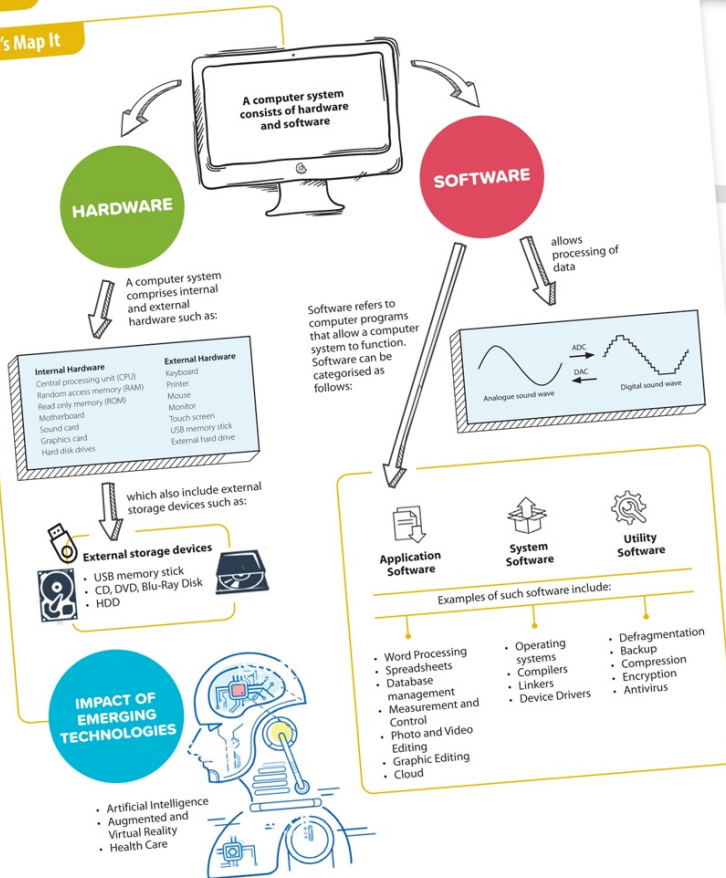 's Map It
A computer system
consists of hardware
and software
HARDWARE
SOFTWARE
A computer system
comprises internal
and external
hardware such as:
Internal Hardware
Central processing unit (CPU)
Random access memory (RAM)
Read only memory (ROM)
Motherboard
Sound card
Graphics card
Hard disk drives
External Hardware
Keyboard
Printer
Mouse
Monitor
Touch screen
USB memory stick
External hard drive
which also include external
storage devices such as:
External storage devices
• USB memory stick
• CD, DVD, Blu-Ray Disk
• HDD
IMPACT OF
EMERGING
TECHNOLOGIES
• Artificial Intelligence
• Augmented and
Virtual Reality
• Health Care
allows
processing of
data
ADC
DAC
Analogue sound wave
Digital sound wave
Software refers to
computer programs
that allow a computer
system to function.
Software can be
categorised as
follows:
Application
Software
System
Software
Utility
Software
Examples of such software include:
• Word Processing
• Spreadsheets
• Database
management
• Measurement and
Control
• Photo and Video
Editing
• Graphic Editing
• Cloud
• Operating
systems
• Compilers
• Linkers
• Device Drivers
• Defragmentation
• Backup
• Compression
• Encryption
• Antivirus